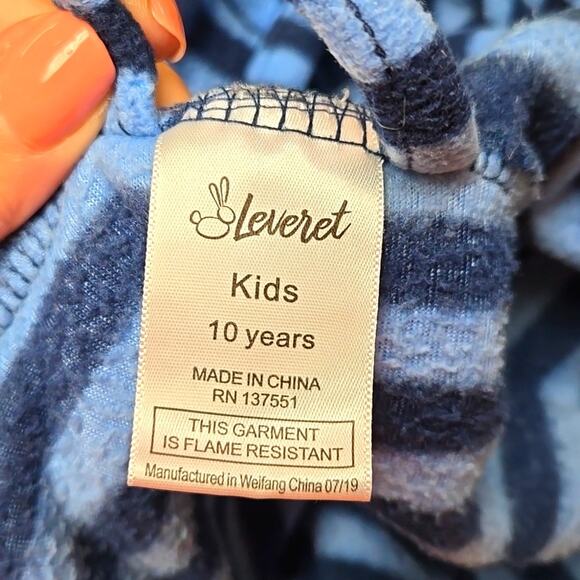 Leveret
Kids
10 years
MADE IN CHINA
RN 137551
THIS GARMENT
IS FLAME RESISTANT
Manufactured in Weifang China 07/19